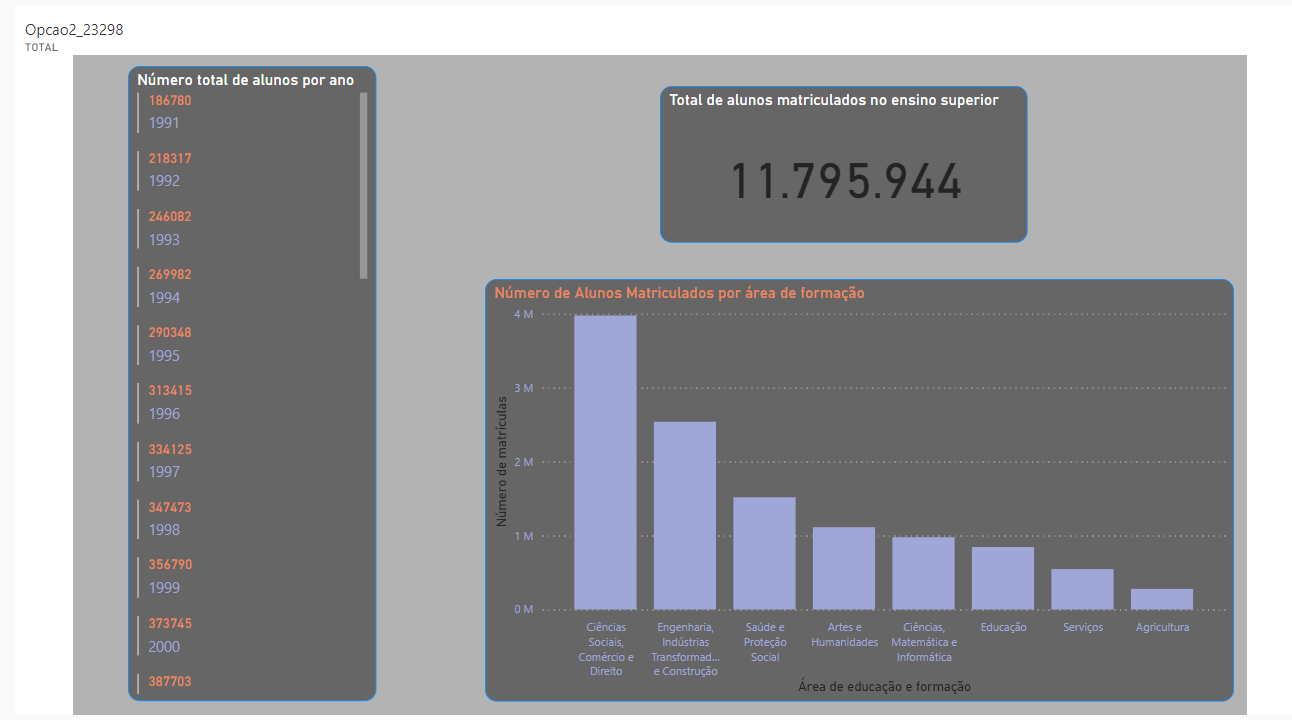 Opcao2_23298
TOTAL
Número total de alunos por ano
186780
1991
218317
1992
246082
1993
269982
1994
290348
1995
313415
1996
334125
1997
347473
1998
356790
1999
373745
2000
387703
Total de alunos matriculados no ensino superior
11.795.944
Número de Alunos Matriculados por área de formação
Número de matrículas
4 M
3 M
2 M
1 M
0 M
Ciências
Sociais,
Comércio e
Direito
Engenharia,
Indústrias
Transformad...
e Construção
Saúde e
Proteção
Social
Artes e
Humanidades
Ciências,
Matemática e
Informática
Educação
Serviços
Agricultura
Área de educação e formação